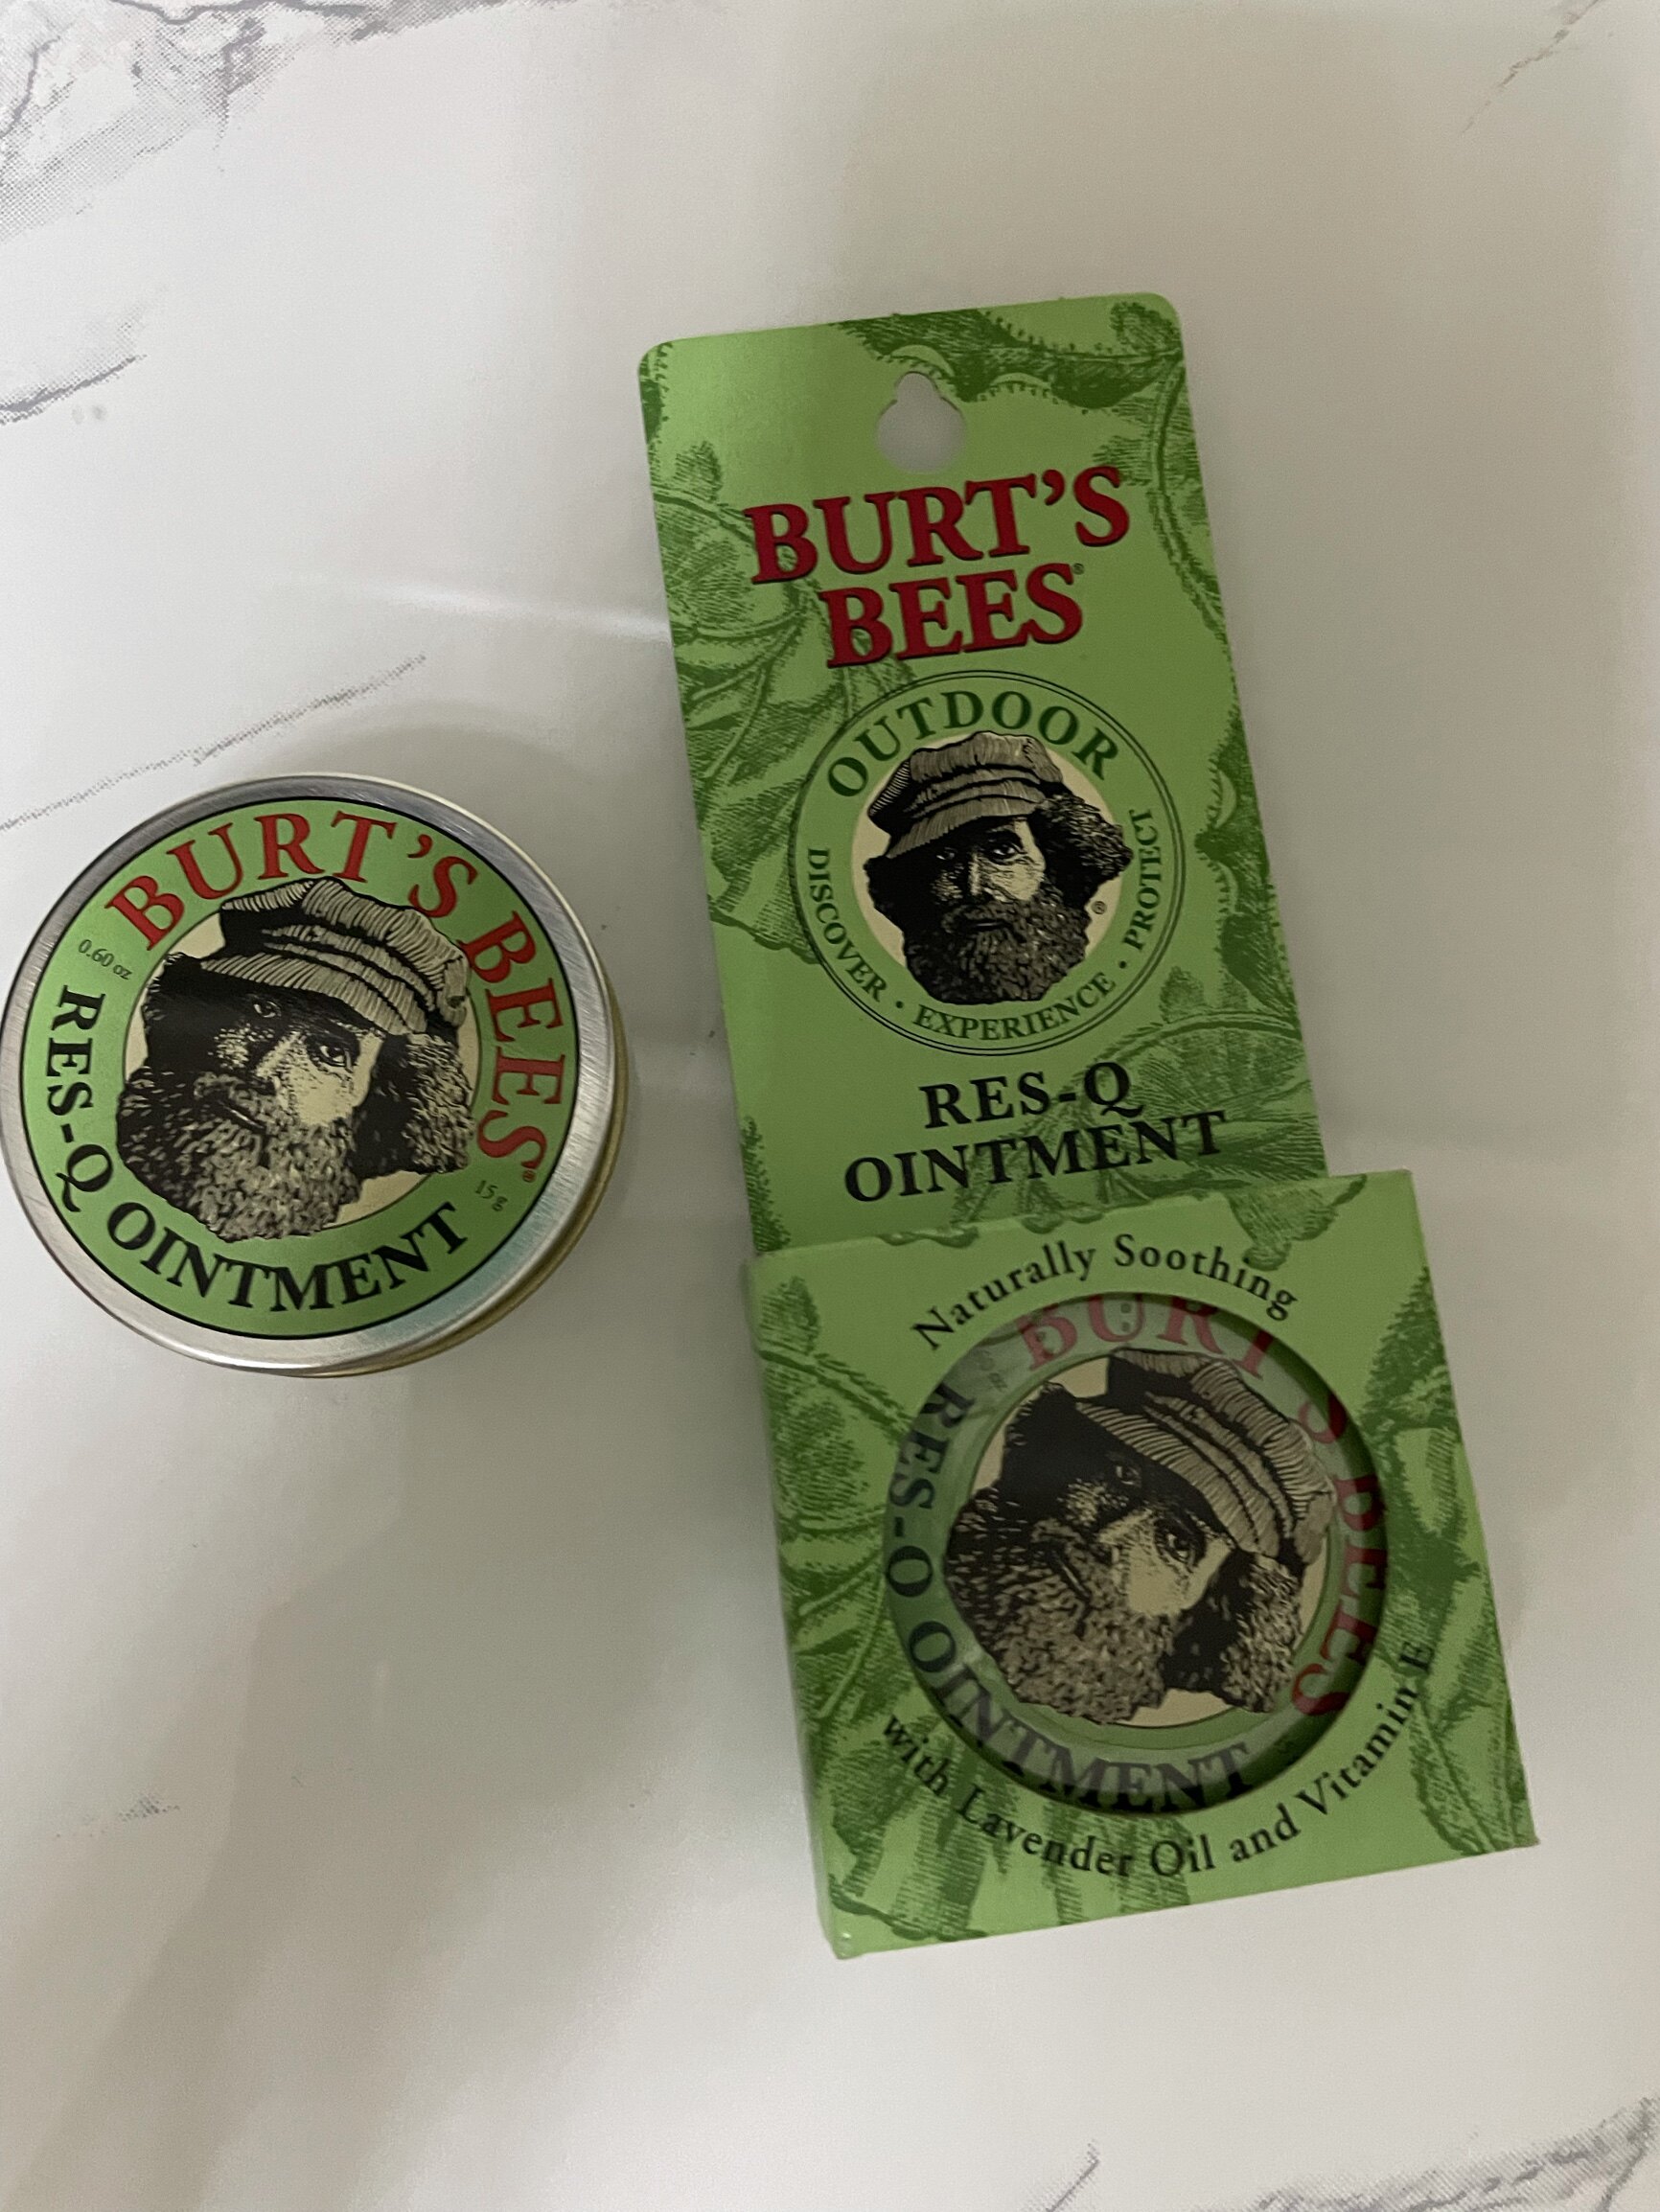 BURT'S BEES®
0.60 oz
RES-Q OINTMENT
15 g
BURT'S
BEES®
OUTDOOR
DISCOVER • EXPERIENCE • PROTECT
®
RES-Q
OINTMENT
Naturally Soothing
BURT'S BEES
RES-Q OINTMENT
with Lavender Oil and Vitamin E